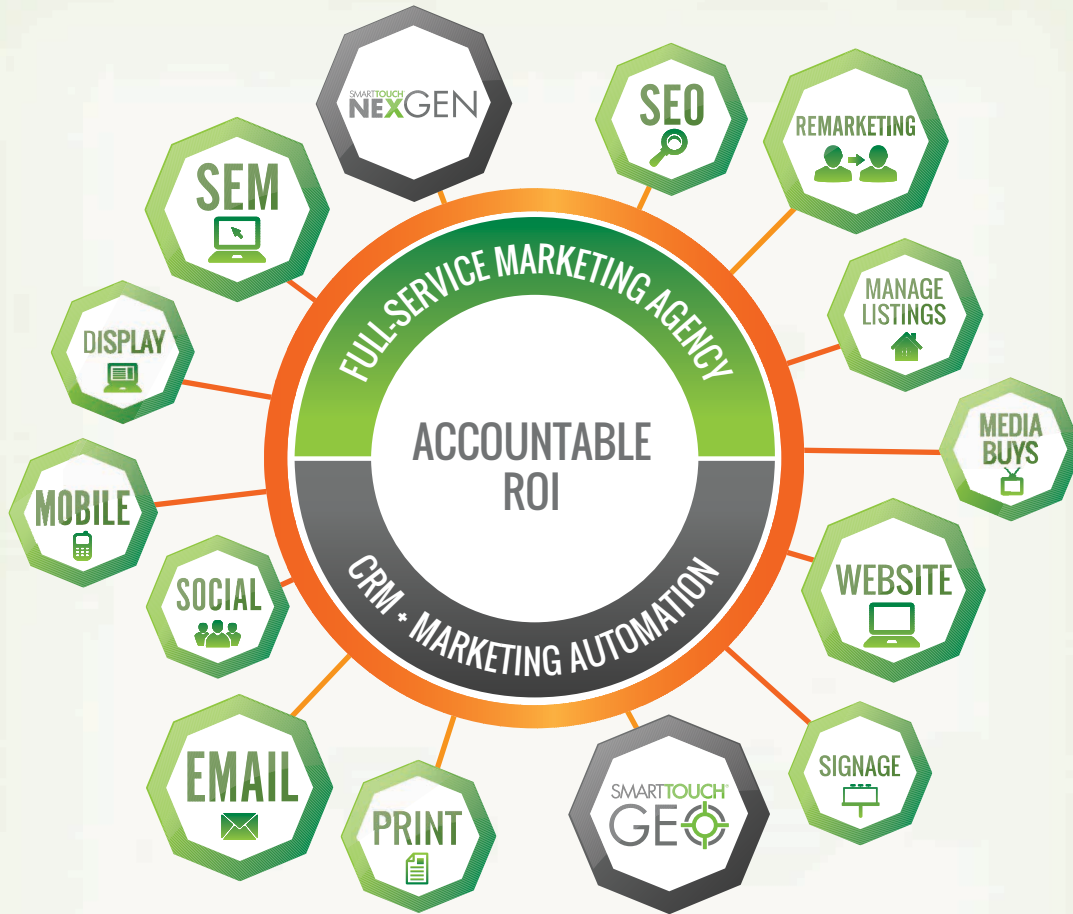 SMARTTOUCH
NEXGEN
SEO
REMARKETING
SEM
MANAGE
LISTINGS
DISPLAY
MEDIA
BUYS
MOBILE
WEBSITE
SOCIAL
SIGNAGE
EMAIL
PRINT
SMARTTOUCH®
GEO
FULL-SERVICE MARKETING AGENCY
ACCOUNTABLE
ROI
CRM + MARKETING AUTOMATION